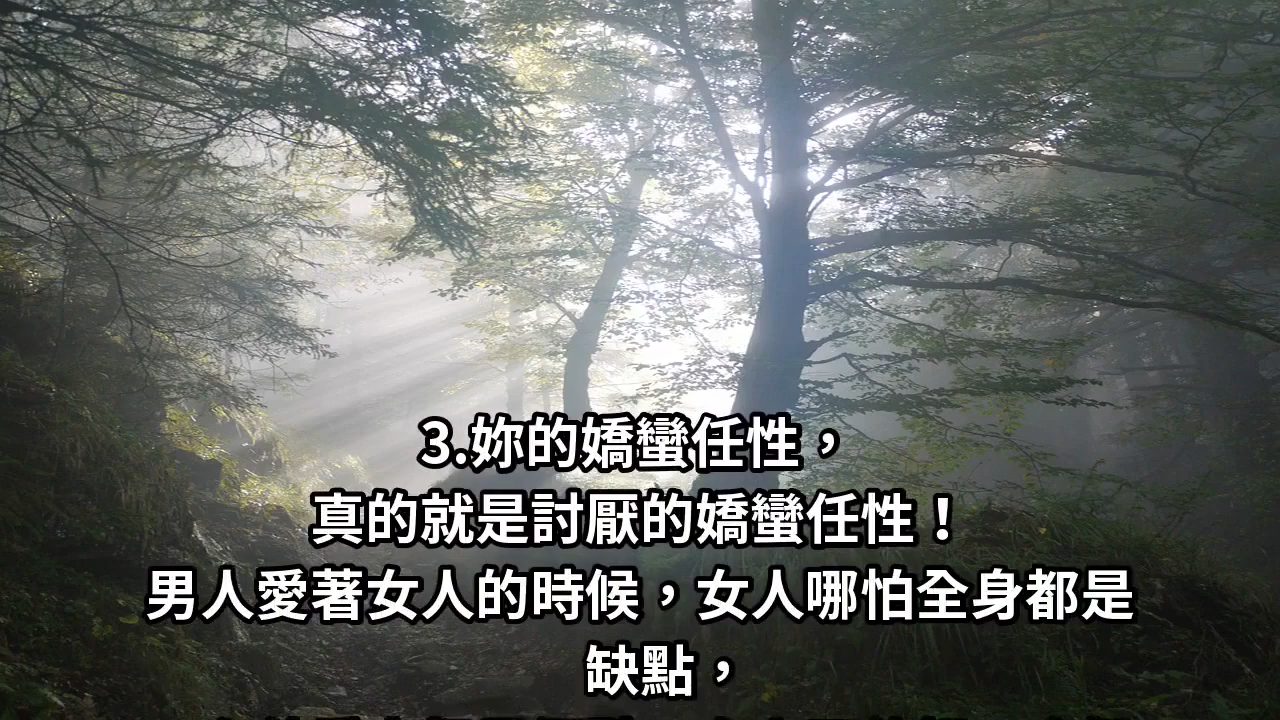 3.妳的嬌蠻任性，
真的就是討厭的嬌蠻任性！
男人愛著女人的時候，女人哪怕全身都是
缺點，